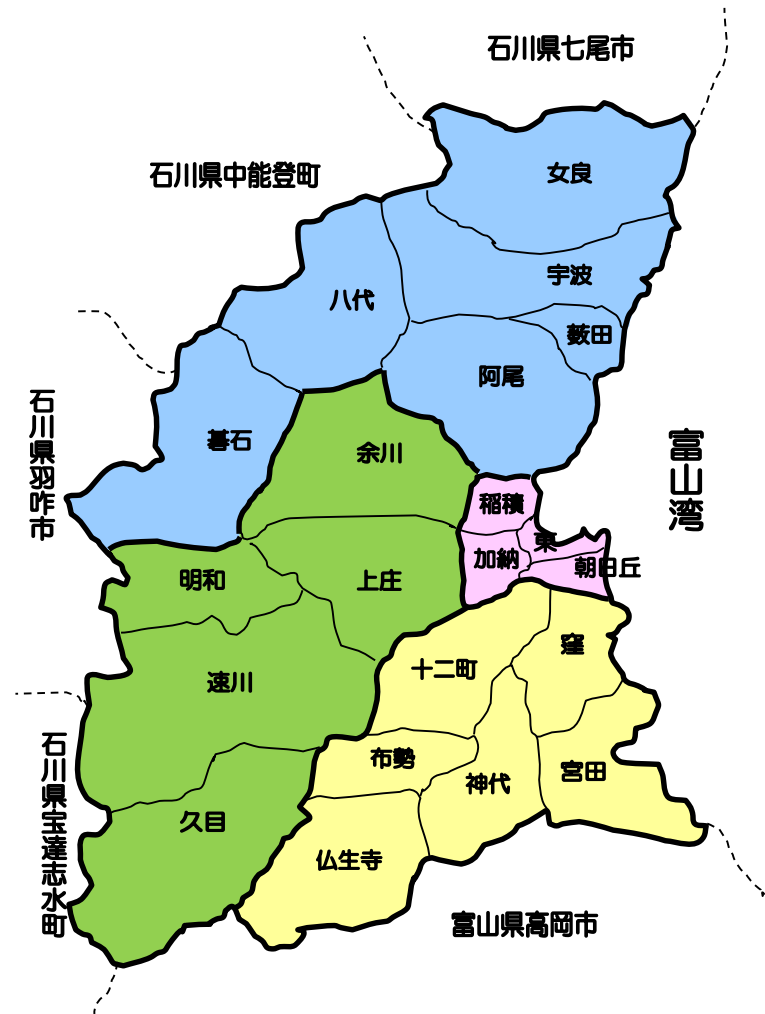 石川県七尾市
石川県中能登町
女良
宇波
八代
藪田
阿尾
碁石
余川
石川県羽咋市
富山湾
稲積
東
加納
朝日丘
明和
上庄
窪
十二町
速川
布勢
宮田
神代
石川県宝達志水町
久目
仏生寺
富山県高岡市